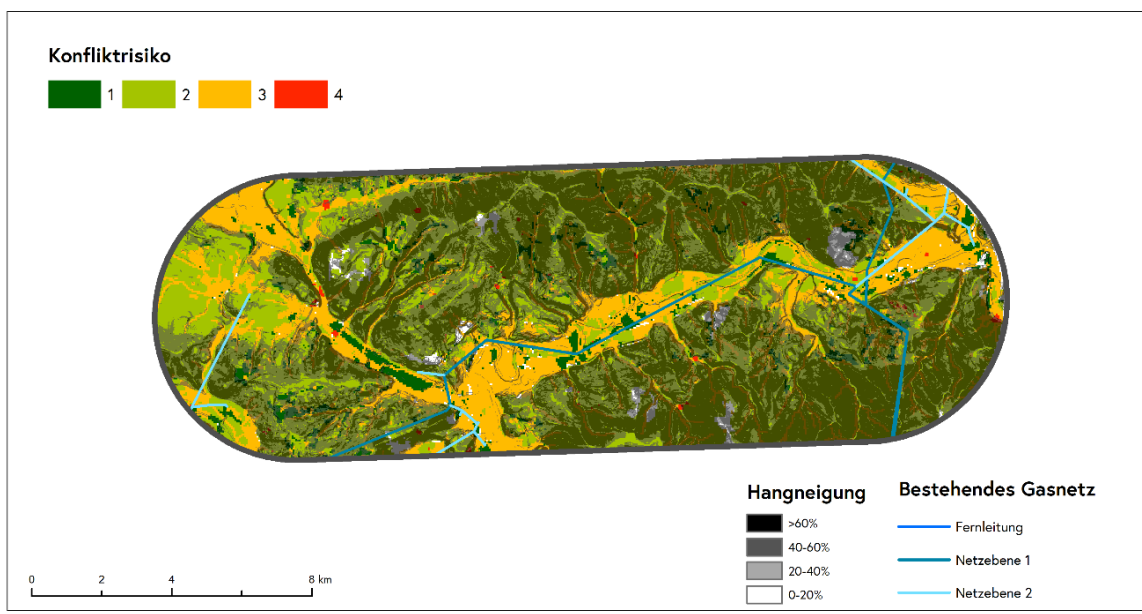 Konfliktrisiko
1 2 3 4
Hangneigung
>60%
40-60%
20-40%
0-20%
Bestehendes Gasnetz
Fernleitung
Netzebene 1
Netzebene 2
0 2 4 8 km